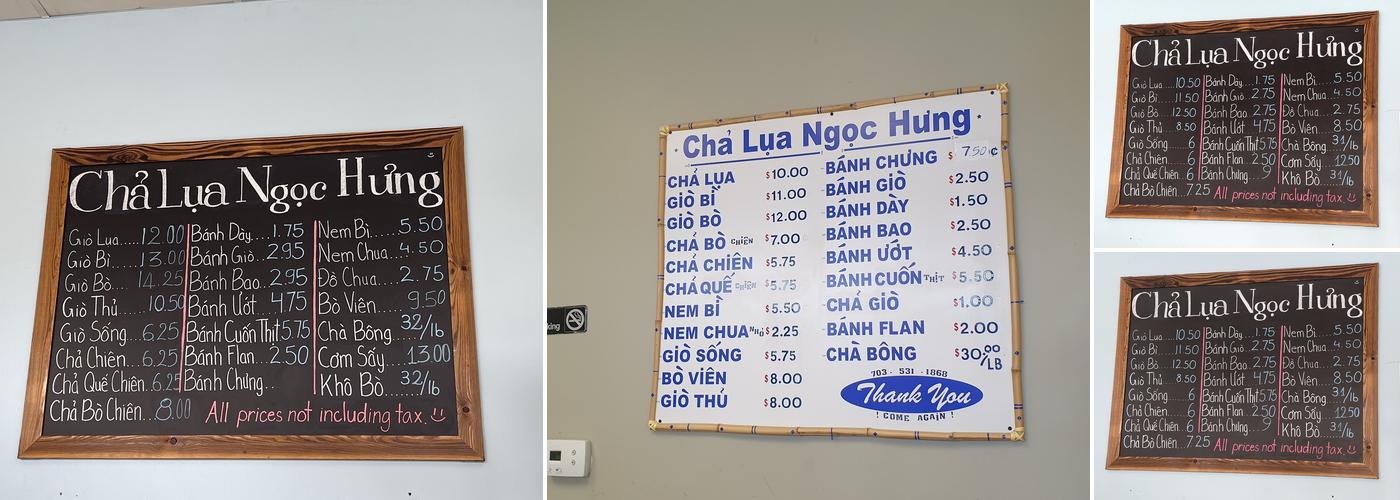 Chả Lụa Ngọc Hưng
Giò Lụa.....12.00
Giò Bì.......13.00
Giò Bò.....14.25
Giò Thủ.....10.50
Giò Sống.....6.25
Chả Chiên...6.25
Chả Quế Chiên.6.25
Chả Bò Chiên...8.00
Bánh Dày...1.75
Bánh Giò..2.95
Bánh Bao..2.95
Bánh Ướt..4.75
Bánh Cuốn Thịt5.75
Bánh Flan..2.50
Bánh Chưng..
Nem Bì.....5.50
Nem Chua...4.50
Đồ Chua....2.75
Bò Viên....9.50
Chà Bông...32/lb
Cơm Sấy...13.00
Khô Bò...32/lb
All prices not including tax.
king
Chả Lụa Ngọc Hưng
CHẢ LỤA $10.00
GIÒ BÌ $11.00
GIÒ BÒ $12.00
CHẢ BÒ CHIÊN $7.00
CHẢ CHIÊN $5.75
CHẢ QUẾ CHIÊN $5.75
NEM BÌ $5.50
NEM CHUA NHỎ $2.25
GIÒ SỐNG $5.75
BÒ VIÊN $8.00
GIÒ THỦ $8.00
BÁNH CHƯNG $7.50¢
BÁNH GIÒ $2.50
BÁNH DÀY $1.50
BÁNH BAO $2.50
BÁNH ƯỚT $4.50
BÁNH CUỐN THỊT $5.50
CHẢ GIÒ $1.00
BÁNH FLAN $2.00
CHÀ BÔNG $30.00/LB
703 - 531 - 1868
Thank You
! COME AGAIN !
Chả Lụa Ngọc Hưng
Giò Lụa....10.50
Giò Bì.....11.50
Giò Bò....12.50
Giò Thủ....8.50
Giò Sống.....6
Chả Chiên....6
Chả Quế Chiên..6
Chả Bò Chiên...7.25
Bánh Dày...1.75
Bánh Giò..2.75
Bánh Bao..2.75
Bánh Ướt 4.75
Bánh Cuốn Thịt5.75
Bánh Flan..2.50
Bánh Chưng..9
Nem Bì.....5.50
Nem Chua...4.50
Đồ Chua....2.75
Bò Viên....8.50
Chà Bông...31/lb
Cơm Sấy...12.50
Khô Bò...31/lb
All prices not including tax.
Chả Lụa Ngọc Hưng
Giò Lụa....10.50
Giò Bì.....11.50
Giò Bò....12.50
Giò Thủ....8.50
Giò Sống.....6
Chả Chiên....6
Chả Quế Chiên..6
Chả Bò Chiên...7.25
Bánh Dày...1.75
Bánh Giò..2.75
Bánh Bao..2.75
Bánh Ướt 4.75
Bánh Cuốn Thịt5.75
Bánh Flan..2.50
Bánh Chưng..9
Nem Bì.....5.50
Nem Chua...4.50
Đồ Chua....2.75
Bò Viên....8.50
Chà Bông...31/lb
Cơm Sấy...12.50
Khô Bò...31/lb
All prices not including tax.